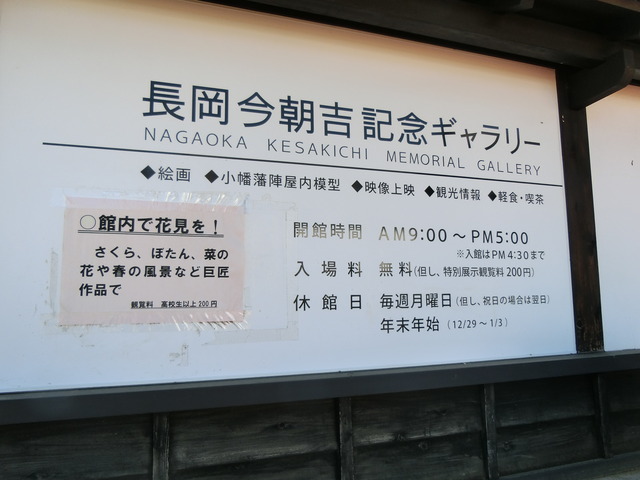 長岡今朝吉記念ギャラリー
NAGAOKA KESAKICHI MEMORIAL GALLERY
◆絵画 ◆小幡藩陣屋内模型 ◆映像上映 ◆観光情報 ◆軽食・喫茶
○館内で花見を!
さくら、ぼたん、菜の
花や春の風景など巨匠
作品で
観覧料 高校生以上200円
開館時間 AM9:00～PM5:00
※入館はPM4:30まで
入場料 無料(但し、特別展示観覧料200円)
休館日 毎週月曜日(但し、祝日の場合は翌日)
年末年始(12/29～1/3)